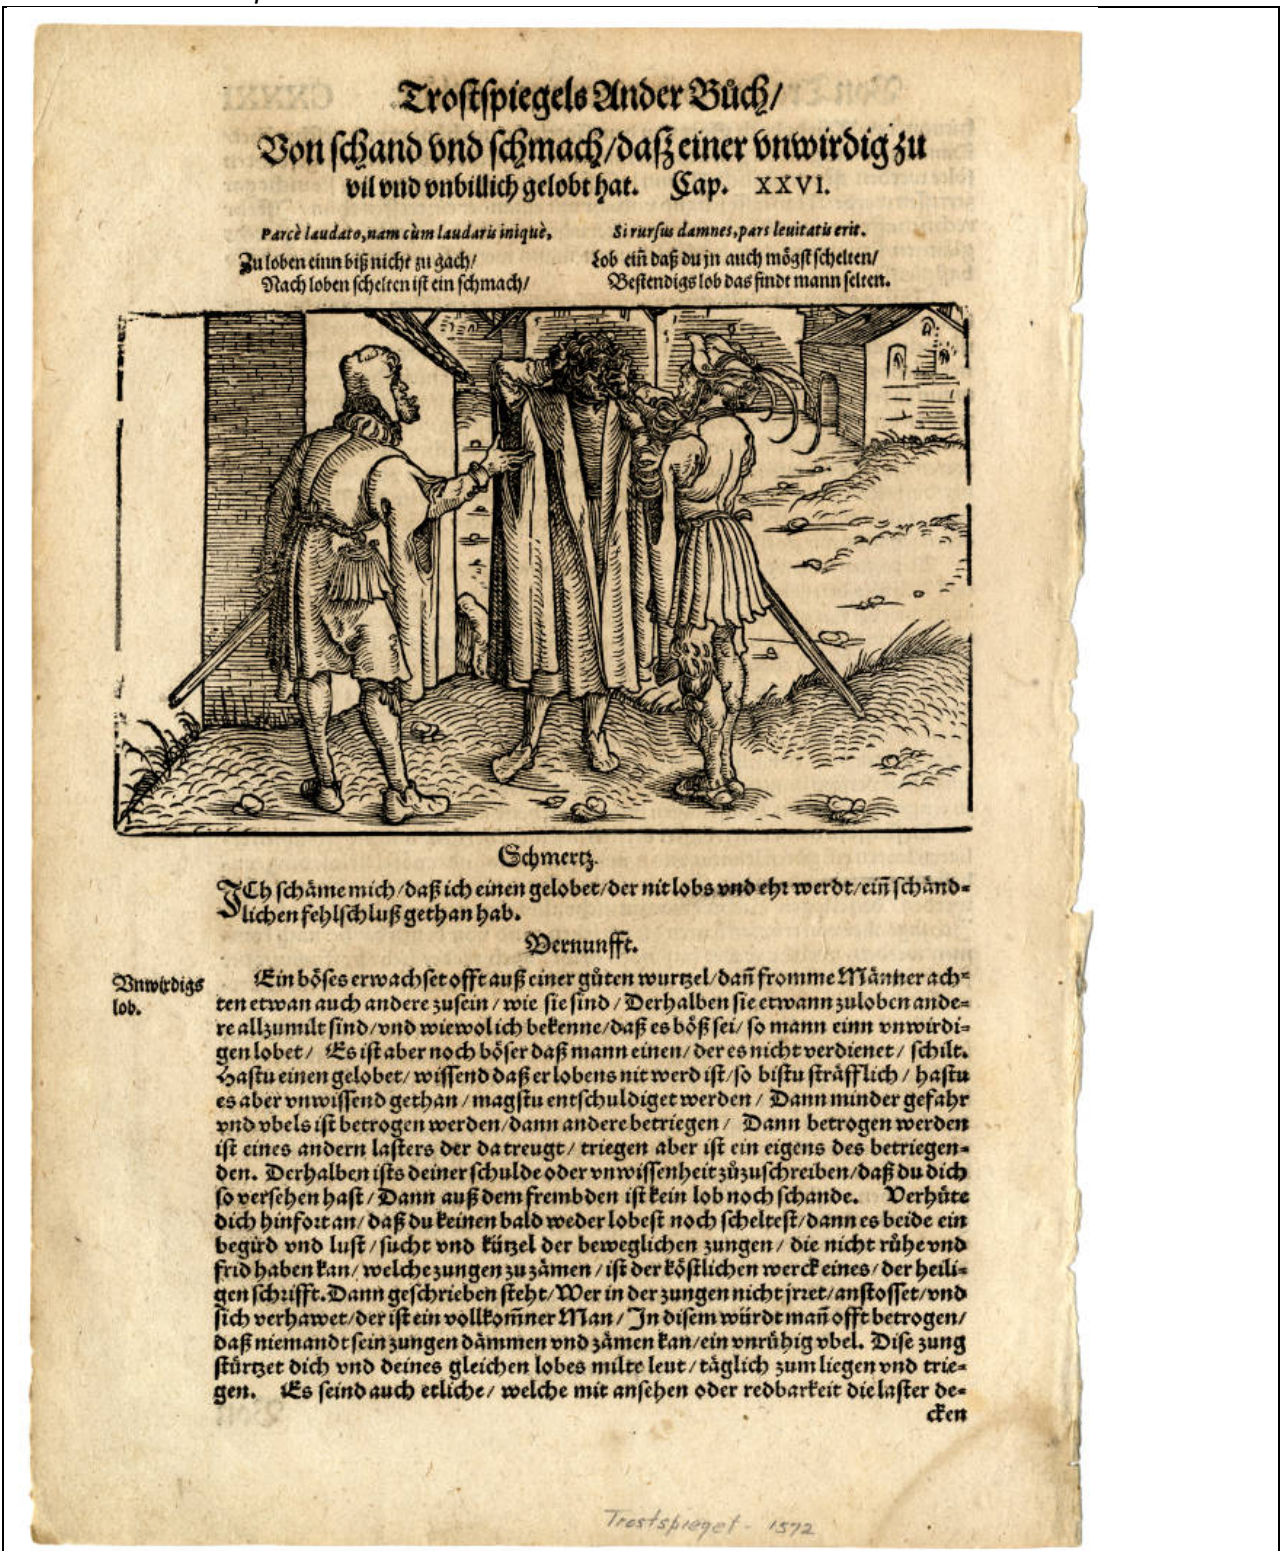 Trostspiegels Ander Bůch/
Von schand vnd schmach/daß einer vnwirdig zu
vil vnd vnbillich gelobt hat. Cap. XXVI.
Parcè laudato, nam cùm laudaris iniquè,
Si rursus damnes, pars leuitatis erit.
Zu loben einn biß nicht zu gach/
Nach loben schelten ist ein schmach/
Lob eiñ daß du jn auch mögst schelten/
Bestendigs lob das findt mann selten.
Schmertz.
ICh schäme mich/daß ich einen gelobet/der nit lobs vnd ehr werdt/eiñ schänd=
lichen fehlschluß gethan hab.
Vernunfft.
Vnwirdigs
lob.
Ein böses erwachset offt auß einer gůten wurtzel/dañ fromme Männer ach=
ten etwan auch andere zusein/wie sie sind/Derhalben sie etwann zuloben ande=
re allzumilt sind/vnd wiewol ich bekenne/daß es böß sei/so mann einn vnwirdi=
gen lobet/ Es ist aber noch böser daß mann einen/der es nicht verdienet/schilt.
Hastu einen gelobet/wissend daß er lobens nit werd ist/so bistu sträfflich/hastu
es aber vnwissend gethan/magstu entschuldiget werden/Dann minder gefahr
vnd vbels ist betrogen werden/dann andere betriegen/ Dann betrogen werden
ist eines andern lasters der da treugt/triegen aber ist ein eigens des betriegen=
den. Derhalben ists deiner schulde oder vnwissenheit zůzuschreiben/daß du dich
so versehen hast/Dann auß dem frembden ist kein lob noch schande. Verhüte
dich hinfort an/daß du keinen bald weder lobest noch scheltest/dann es beide ein
begird vnd lust/sucht vnd kützel der beweglichen zungen/die nicht růhe vnd
frid haben kan/welche zungen zu zämen/ist der köstlichen werck eines/der heili=
gen schrifft. Dann geschrieben steht/Wer in der zungen nicht jrret/anstosset/vnd
sich verhawet/der ist ein vollkom̃ner Man/In disem würdt mañ offt betrogen/
daß niemandt sein zungen dämmen vnd zämen kan/ein vnrůhig vbel. Dise zung
stürtzet dich vnd deines gleichen lobes milte leut/täglich zum liegen vnd trie=
gen. Es seind auch etliche/welche mit ansehen oder redbarkeit die laster de=
cken
Trostspiegel - 1572